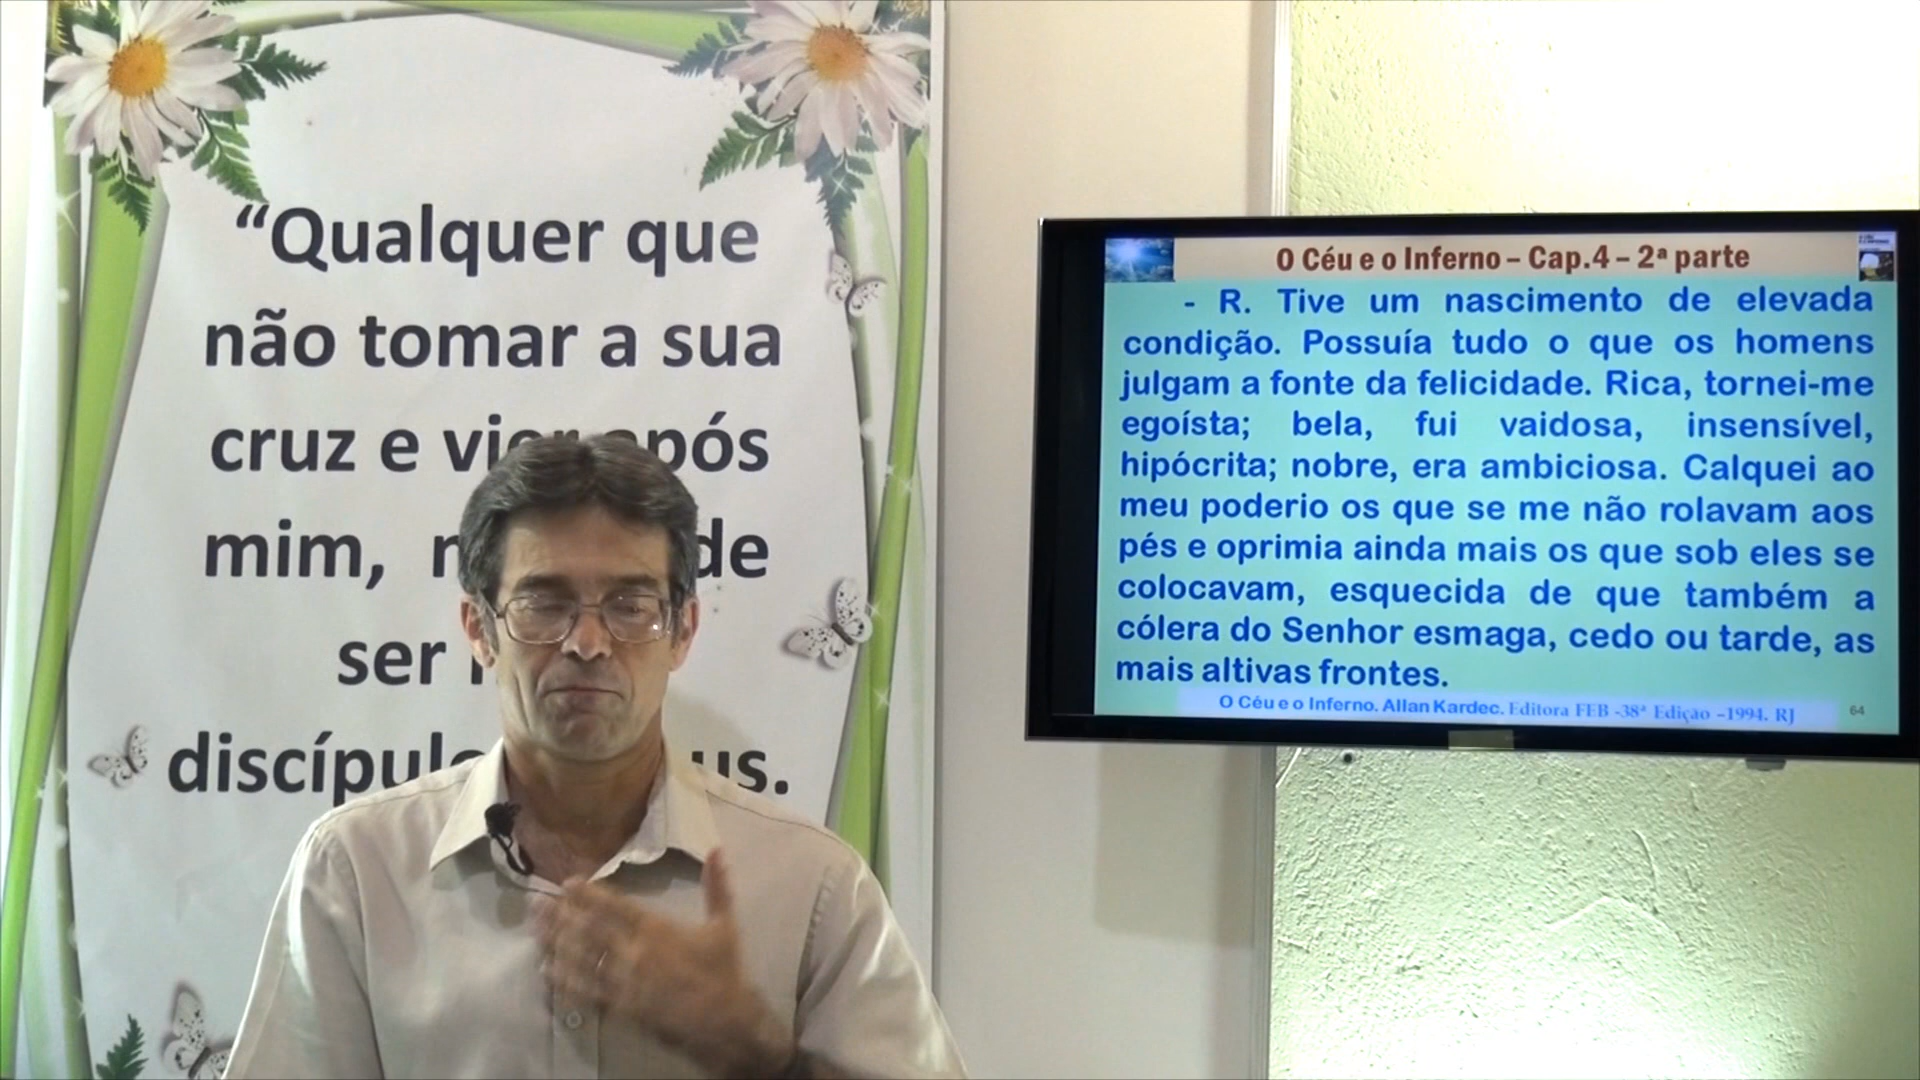 “Qualquer que
não tomar a sua
cruz e vier após
mim, de
ser
discípul us.
O Céu e o Inferno – Cap.4 – 2ª parte
- R. Tive um nascimento de elevada
condição. Possuía tudo o que os homens
julgam a fonte da felicidade. Rica, tornei-me
egoísta; bela, fui vaidosa, insensível,
hipócrita; nobre, era ambiciosa. Calquei ao
meu poderio os que se me não rolavam aos
pés e oprimia ainda mais os que sob eles se
colocavam, esquecida de que também a
cólera do Senhor esmaga, cedo ou tarde, as
mais altivas frontes.
O Céu e o Inferno. Allan Kardec. Editora FEB -38ª Edição –1994. RJ
64